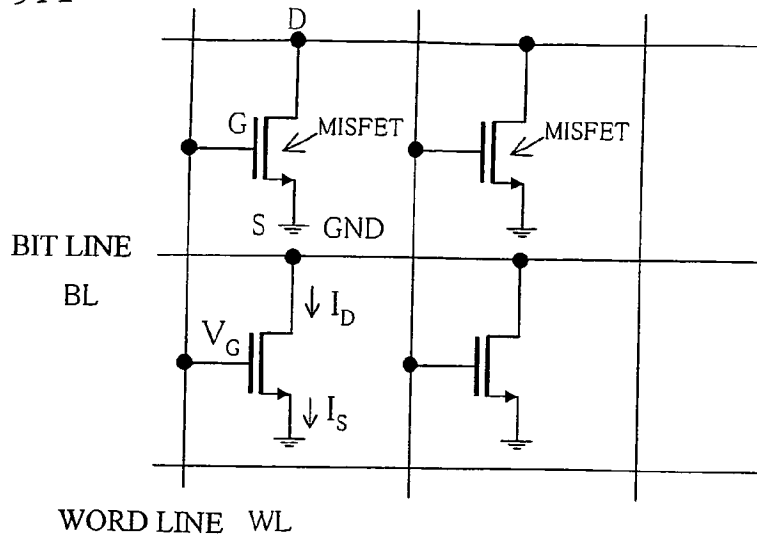 D
G MISFET MISFET
S GND
BIT LINE
BL
I_D
V_G
I_S
WORD LINE WL